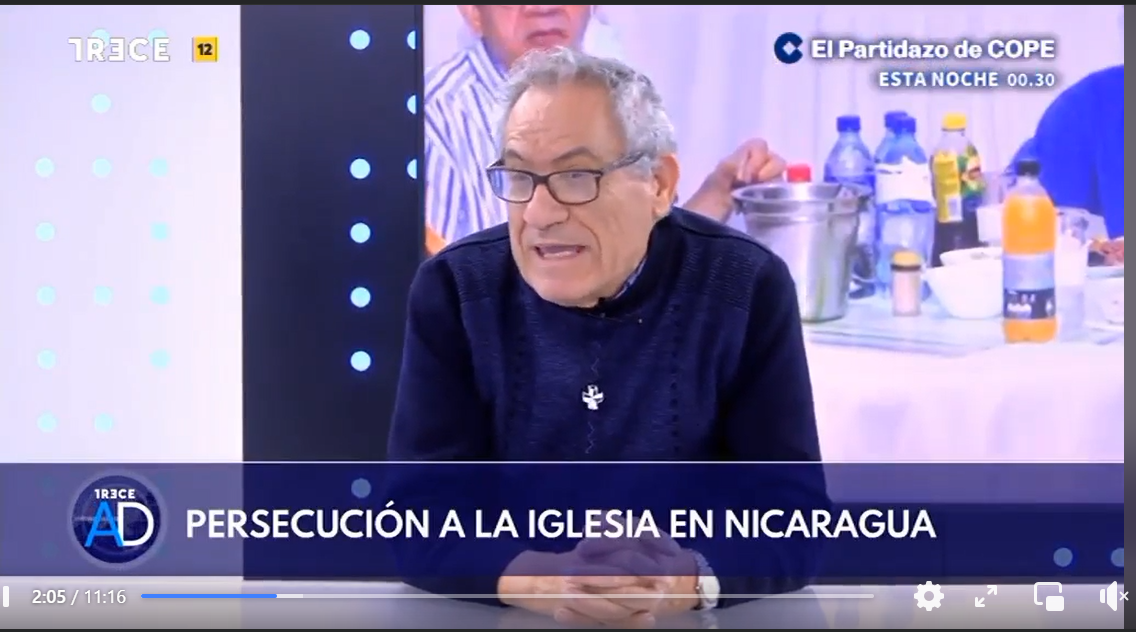 TRECE 12
El Partidazo de COPE
ESTA NOCHE 00.30
TRECE
AD
PERSECUCIÓN A LA IGLESIA EN NICARAGUA
2:05 / 11:16